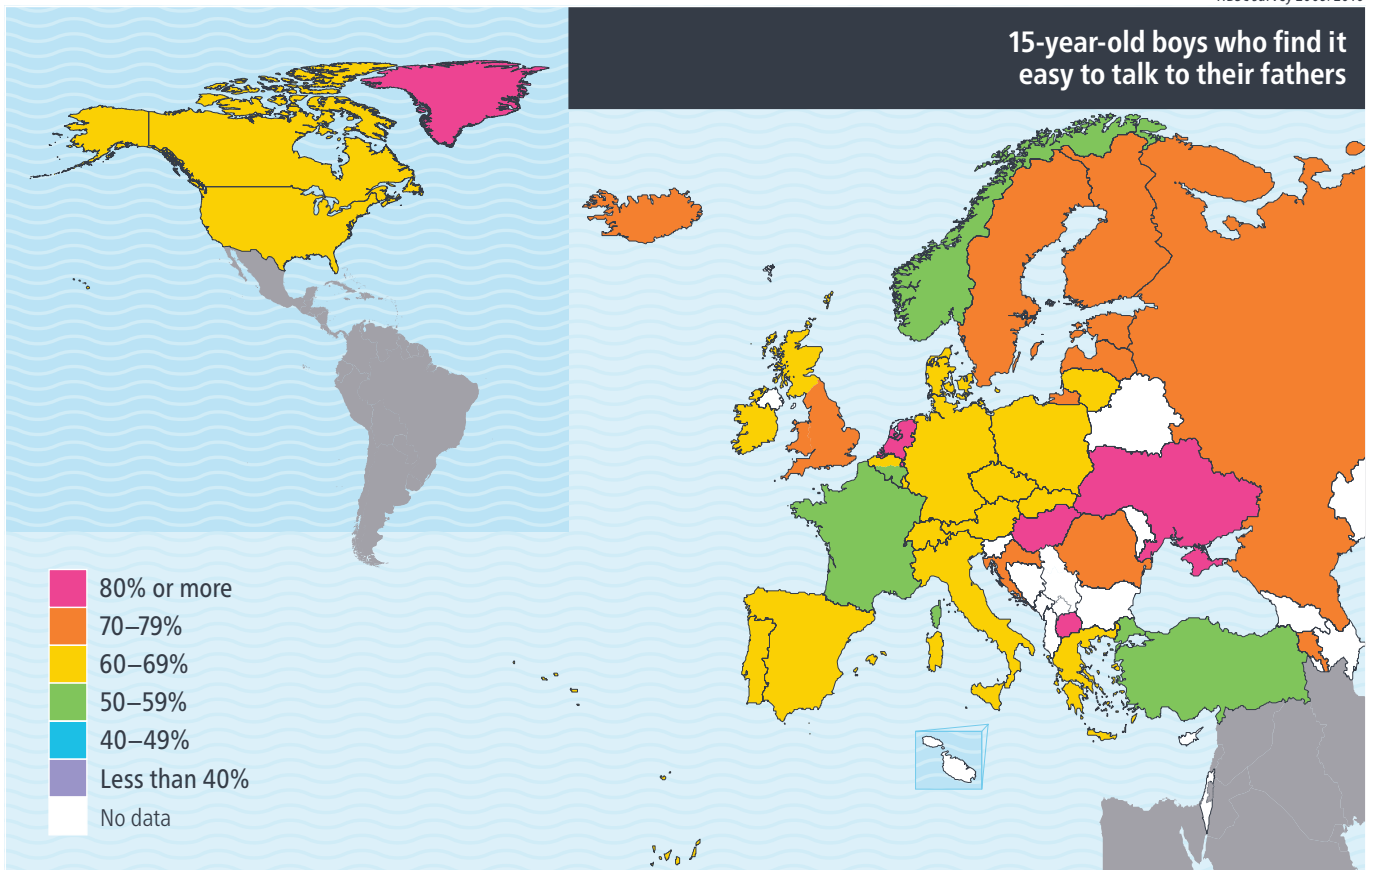 15-year-old boys who find it
easy to talk to their fathers
80% or more
70–79%
60–69%
50–59%
40–49%
Less than 40%
No data